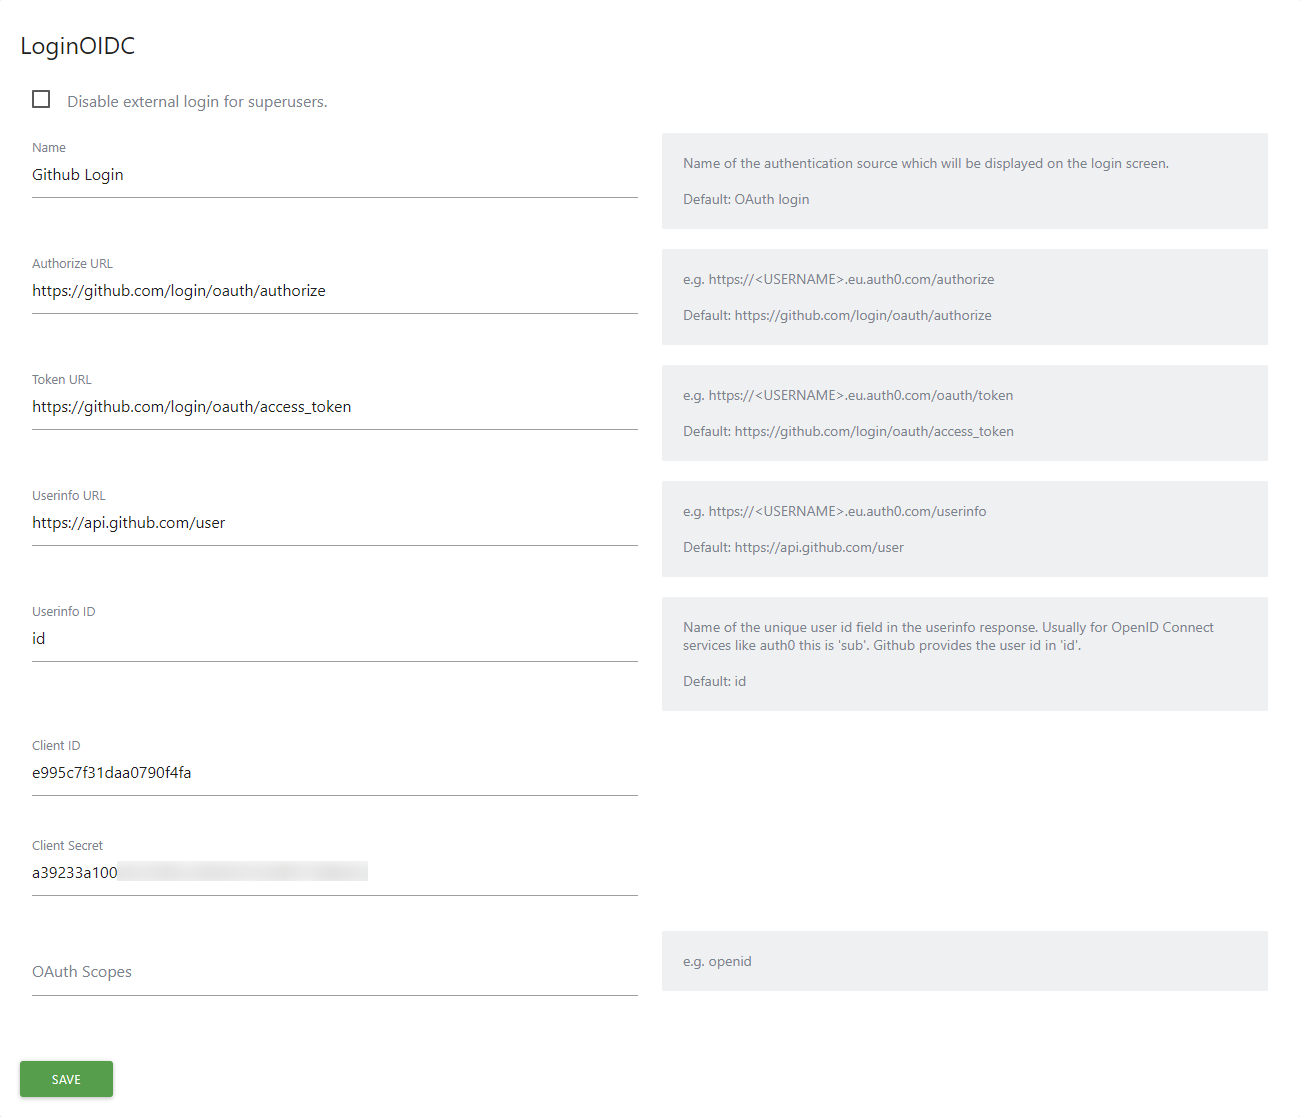 LoginOIDC
Disable external login for superusers.
Name
Github Login
Name of the authentication source which will be displayed on the login screen.
Default: OAuth login
Authorize URL
https://github.com/login/oauth/authorize
e.g. https://<USERNAME>.eu.auth0.com/authorize
Default: https://github.com/login/oauth/authorize
Token URL
https://github.com/login/oauth/access_token
e.g. https://<USERNAME>.eu.auth0.com/oauth/token
Default: https://github.com/login/oauth/access_token
Userinfo URL
https://api.github.com/user
e.g. https://<USERNAME>.eu.auth0.com/userinfo
Default: https://api.github.com/user
Userinfo ID
id
Name of the unique user id field in the userinfo response. Usually for OpenID Connect
services like auth0 this is 'sub'. Github provides the user id in 'id'.
Default: id
Client ID
e995c7f31daa0790f4fa
Client Secret
a39233a100
OAuth Scopes
e.g. openid
SAVE